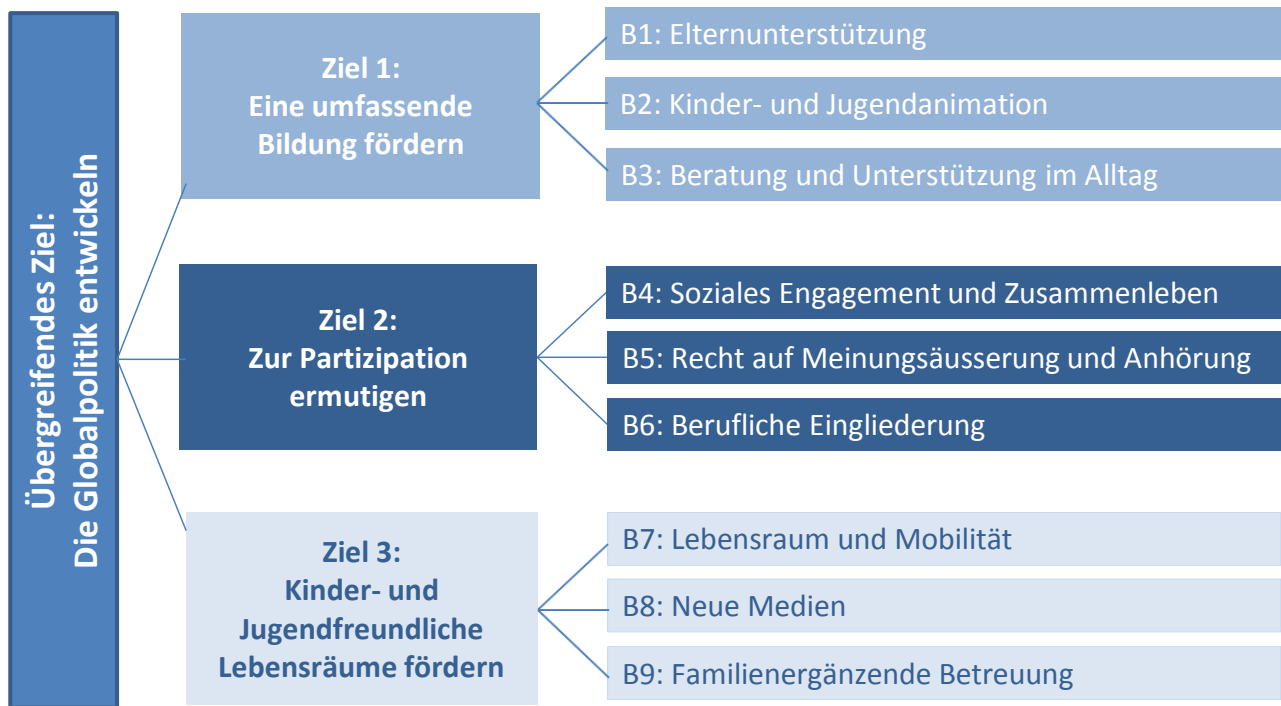 Übergreifendes Ziel:
Die Globalpolitik entwickeln
Ziel 1:
Eine umfassende
Bildung fördern
B1: Elternunterstützung
B2: Kinder- und Jugendanimation
B3: Beratung und Unterstützung im Alltag
Ziel 2:
Zur Partizipation
ermutigen
B4: Soziales Engagement und Zusammenleben
B5: Recht auf Meinungsäusserung und Anhörung
B6: Berufliche Eingliederung
Ziel 3:
Kinder- und
Jugendfreundliche
Lebensräume fördern
B7: Lebensraum und Mobilität
B8: Neue Medien
B9: Familienergänzende Betreuung